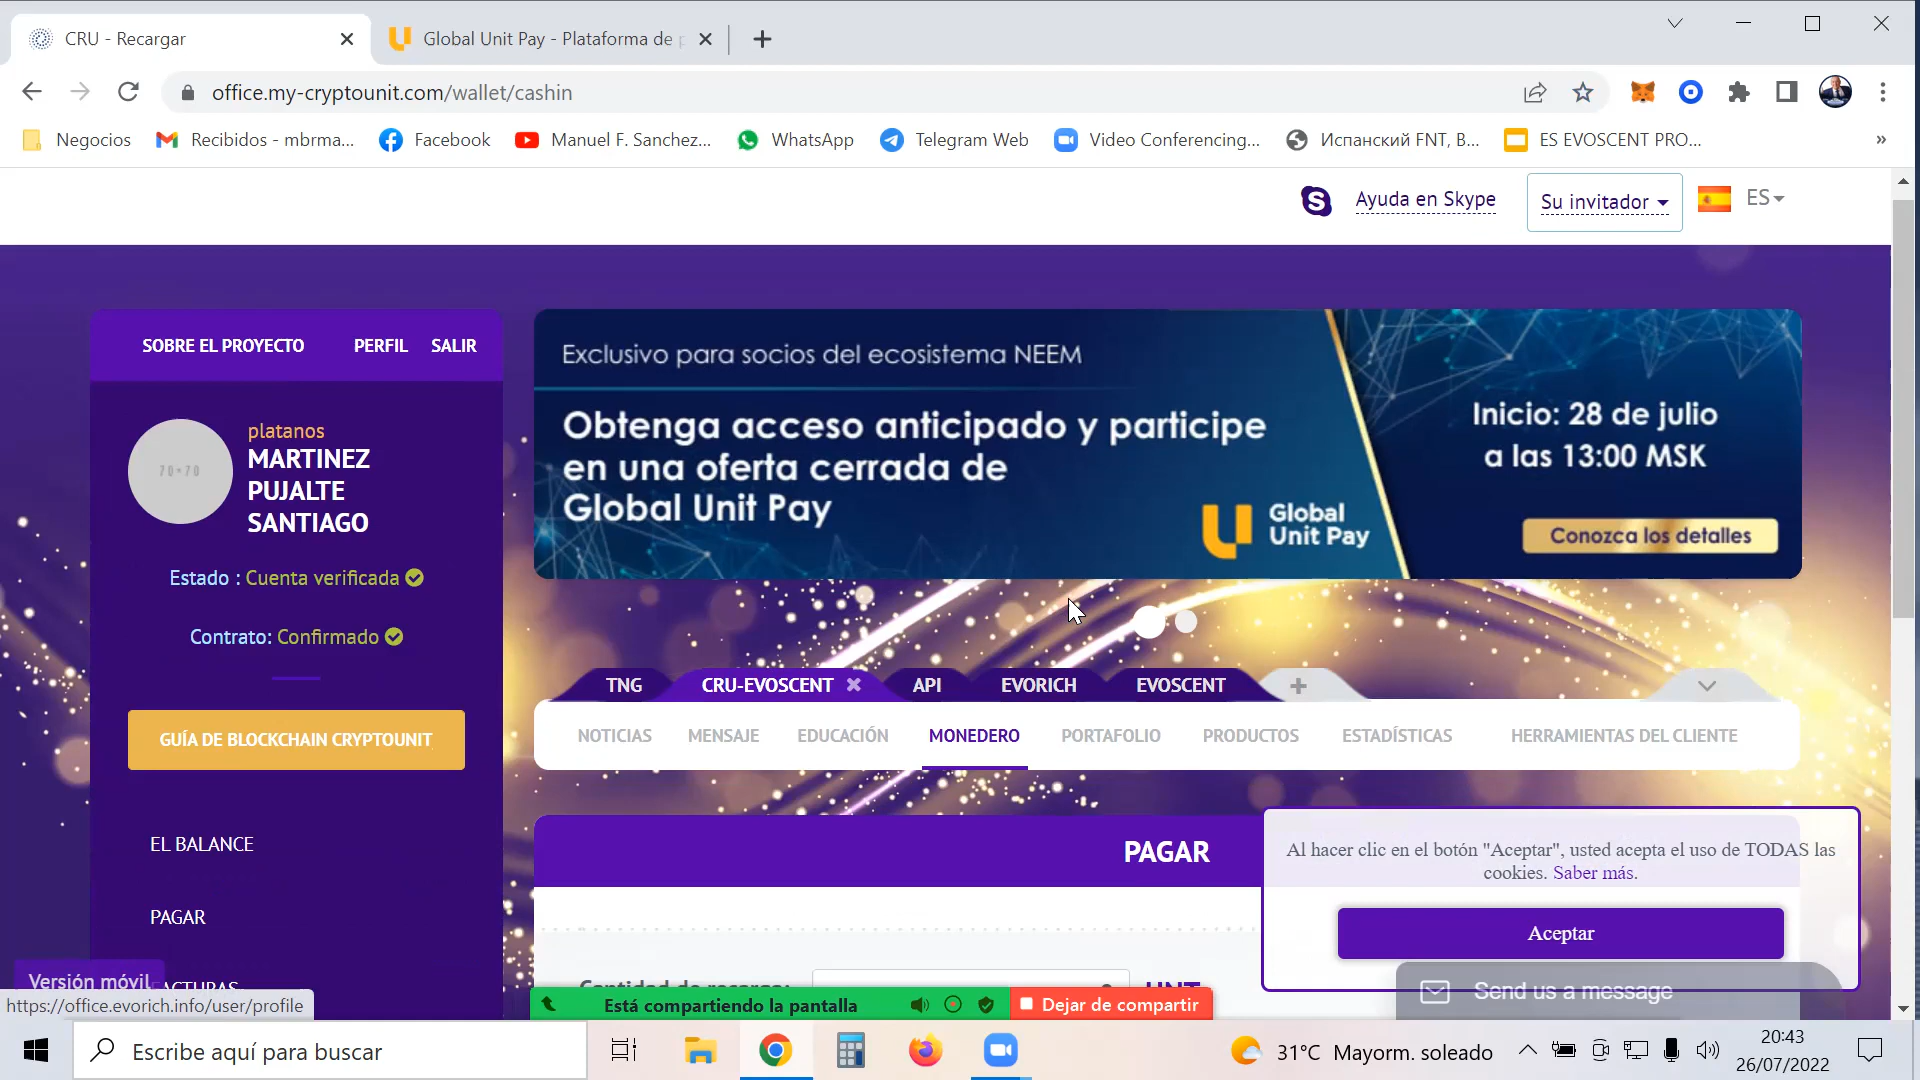 CRU - Recargar
Global Unit Pay - Plataforma de p
office.my-cryptounit.com/wallet/cashin
Negocios
Recibidos - mbrma...
Facebook
Manuel F. Sanchez...
WhatsApp
Telegram Web
Video Conferencing...
Испанский FNT, В...
ES EVOSCENT PRO...
»
Ayuda en Skype
Su invitador
ES
SOBRE EL PROYECTO
PERFIL
SALIR
Exclusivo para socios del ecosistema NEEM
Obtenga acceso anticipado y participe
en una oferta cerrada de
Global Unit Pay
Global
Unit Pay
Inicio: 28 de julio
a las 13:00 MSK
Conozca los detalles
70×70
platanos
MARTINEZ
PUJALTE
SANTIAGO
Estado : Cuenta verificada
Contrato: Confirmado
GUÍA DE BLOCKCHAIN CRYPTOUNIT
TNG
CRU-EVOSCENT
API
EVORICH
EVOSCENT
NOTICIAS
MENSAJE
EDUCACIÓN
MONEDERO
PORTAFOLIO
PRODUCTOS
ESTADÍSTICAS
HERRAMIENTAS DEL CLIENTE
EL BALANCE
PAGAR
FACTURAS
PAGAR
Cantidad de recarga:
UNT
Al hacer clic en el botón "Aceptar", usted acepta el uso de TODAS las
cookies. Saber más.
Aceptar
Send us a message
Versión móvil
https://office.evorich.info/user/profile
Está compartiendo la pantalla
Dejar de compartir
Escribe aquí para buscar
31°C Mayorm. soleado
20:43
26/07/2022